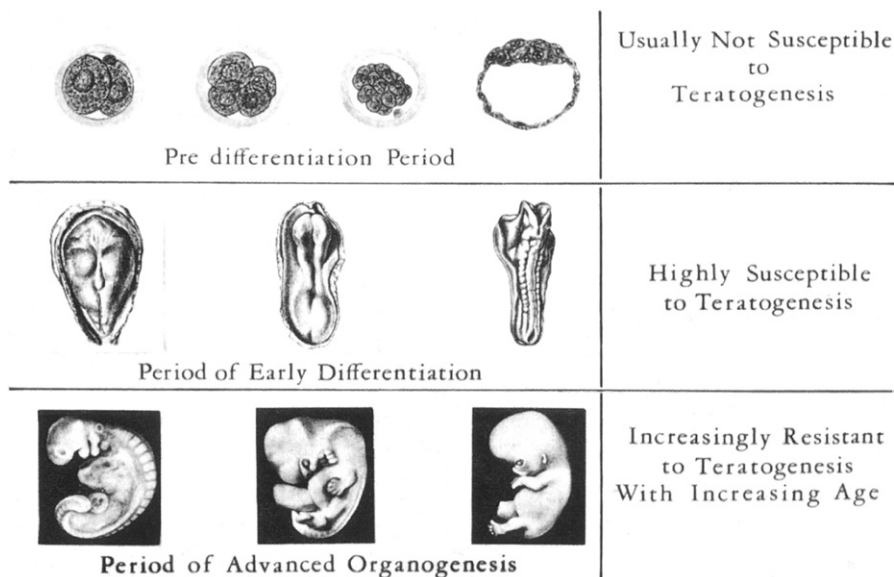 Usually Not Susceptible
to
Teratogenesis
Pre differentiation Period
Highly Susceptible
to Teratogenesis
Period of Early Differentiation
Increasingly Resistant
to Teratogenesis
With Increasing Age
Period of Advanced Organogenesis